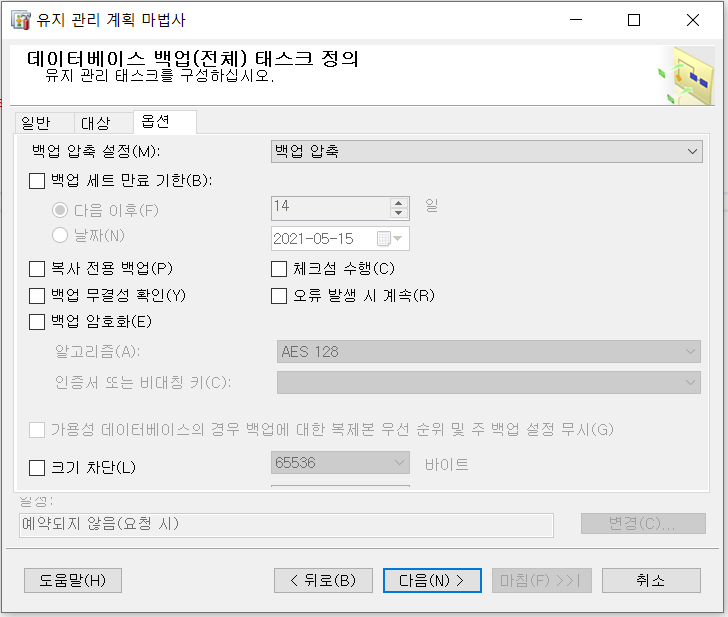 유지 관리 계획 마법사
데이터베이스 백업(전체) 태스크 정의
유지 관리 태스크를 구성하십시오.
일반 대상 옵션
백업 압축 설정(M): 백업 압축
백업 세트 만료 기한(B):
다음 이후(F) 14 일
날짜(N) 2021-05-15
복사 전용 백업(P) 체크섬 수행(C)
백업 무결성 확인(Y) 오류 발생 시 계속(R)
백업 암호화(E)
알고리즘(A): AES 128
인증서 또는 비대칭 키(C):
가용성 데이터베이스의 경우 백업에 대한 복제본 우선 순위 및 주 백업 설정 무시(G)
크기 차단(L) 65536 바이트
일정:
예약되지 않음(요청 시) 변경(C)...
도움말(H) < 뒤로(B) 다음(N) > 마침(F) >>| 취소